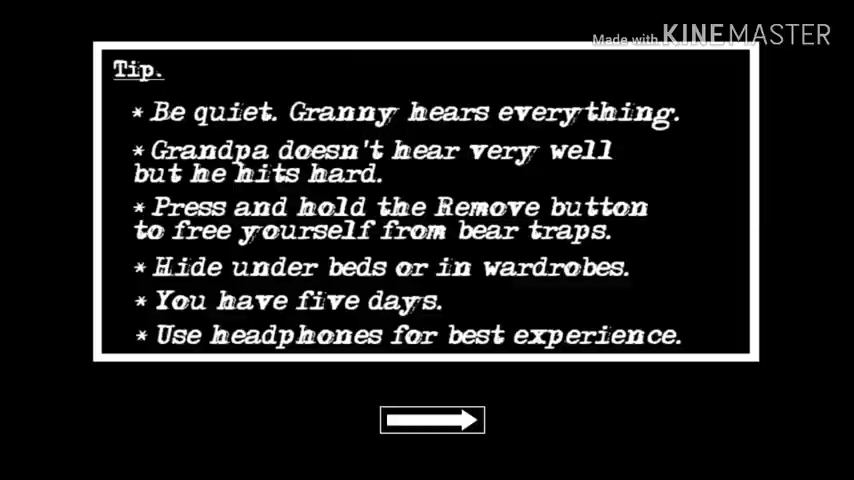 Made with KINEMASTER
Tip.
* Be quiet. Granny hears everything.
* Grandpa doesn't hear very well
but he hits hard.
* Press and hold the Remove button
to free yourself from bear traps.
* Hide under beds or in wardrobes.
* You have five days.
* Use headphones for best experience.